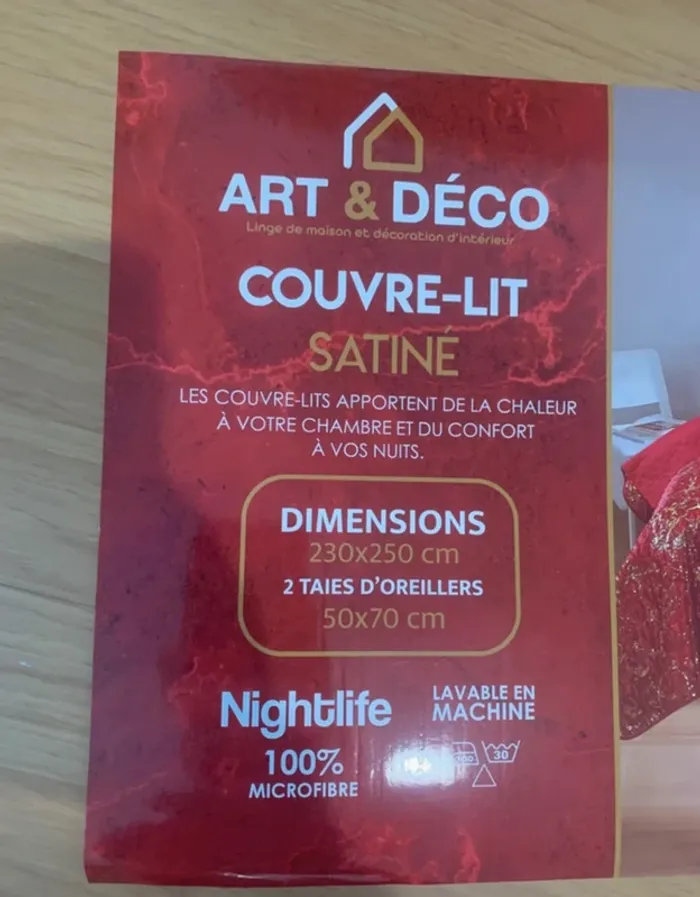 ART & DÉCO
Linge de maison et décoration d'intérieur
COUVRE-LIT
SATINÉ
LES COUVRE-LITS APPORTENT DE LA CHALEUR
À VOTRE CHAMBRE ET DU CONFORT
À VOS NUITS.
DIMENSIONS
230x250 cm
2 TAIES D'OREILLERS
50x70 cm
Nightlife
100%
MICROFIBRE
LAVABLE EN
MACHINE
30